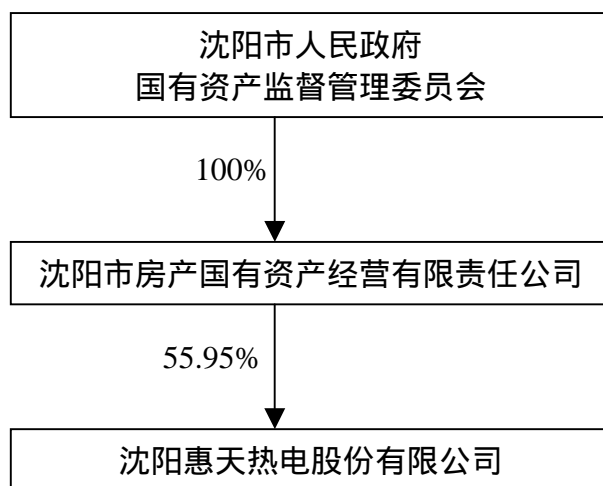 沈阳市人民政府
国有资产监督管理委员会
100%
沈阳市房产国有资产经营有限责任公司
55.95%
沈阳惠天热电股份有限公司